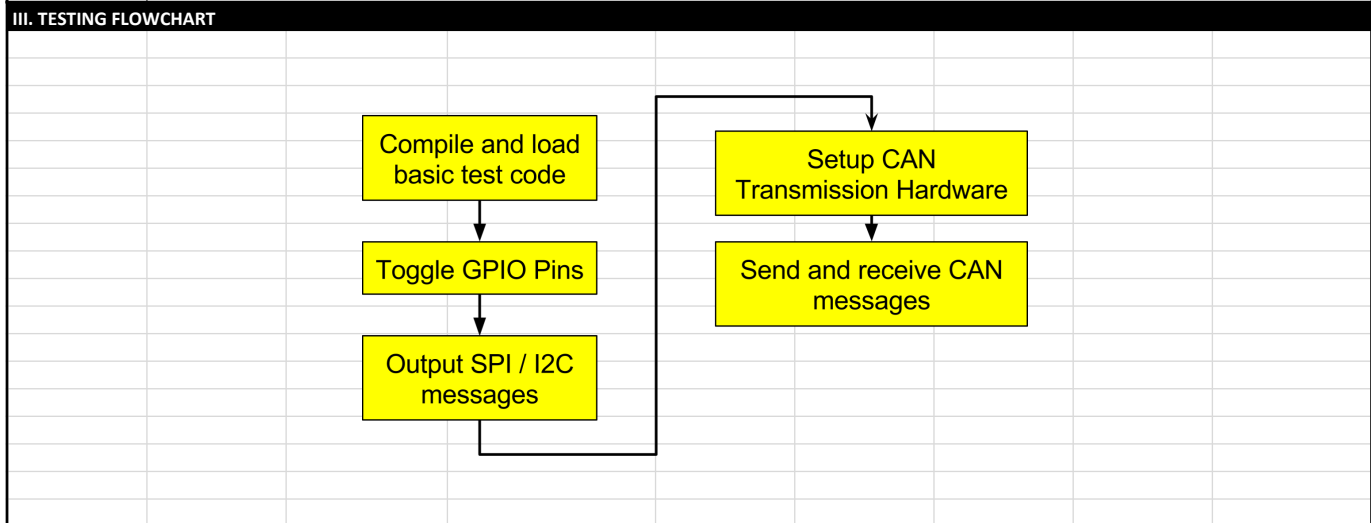 III. TESTING FLOWCHART
Compile and load
basic test code
Toggle GPIO Pins
Output SPI / I2C
messages
Setup CAN
Transmission Hardware
Send and receive CAN
messages